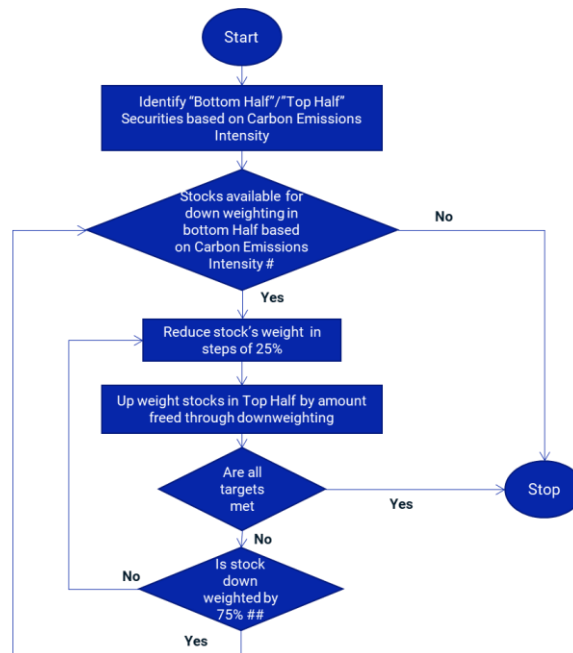 Start
Identify “Bottom Half”/”Top Half”
Securities based on Carbon Emissions
Intensity
Stocks available for
down weighting in
bottom Half based
on Carbon Emissions
Intensity #
No
Yes
Reduce stock’s weight in
steps of 25%
Up weight stocks in Top Half by amount
freed through downweighting
Are all
targets
met
Yes
Stop
No
Is stock
down
weighted by
75% ##
No
Yes